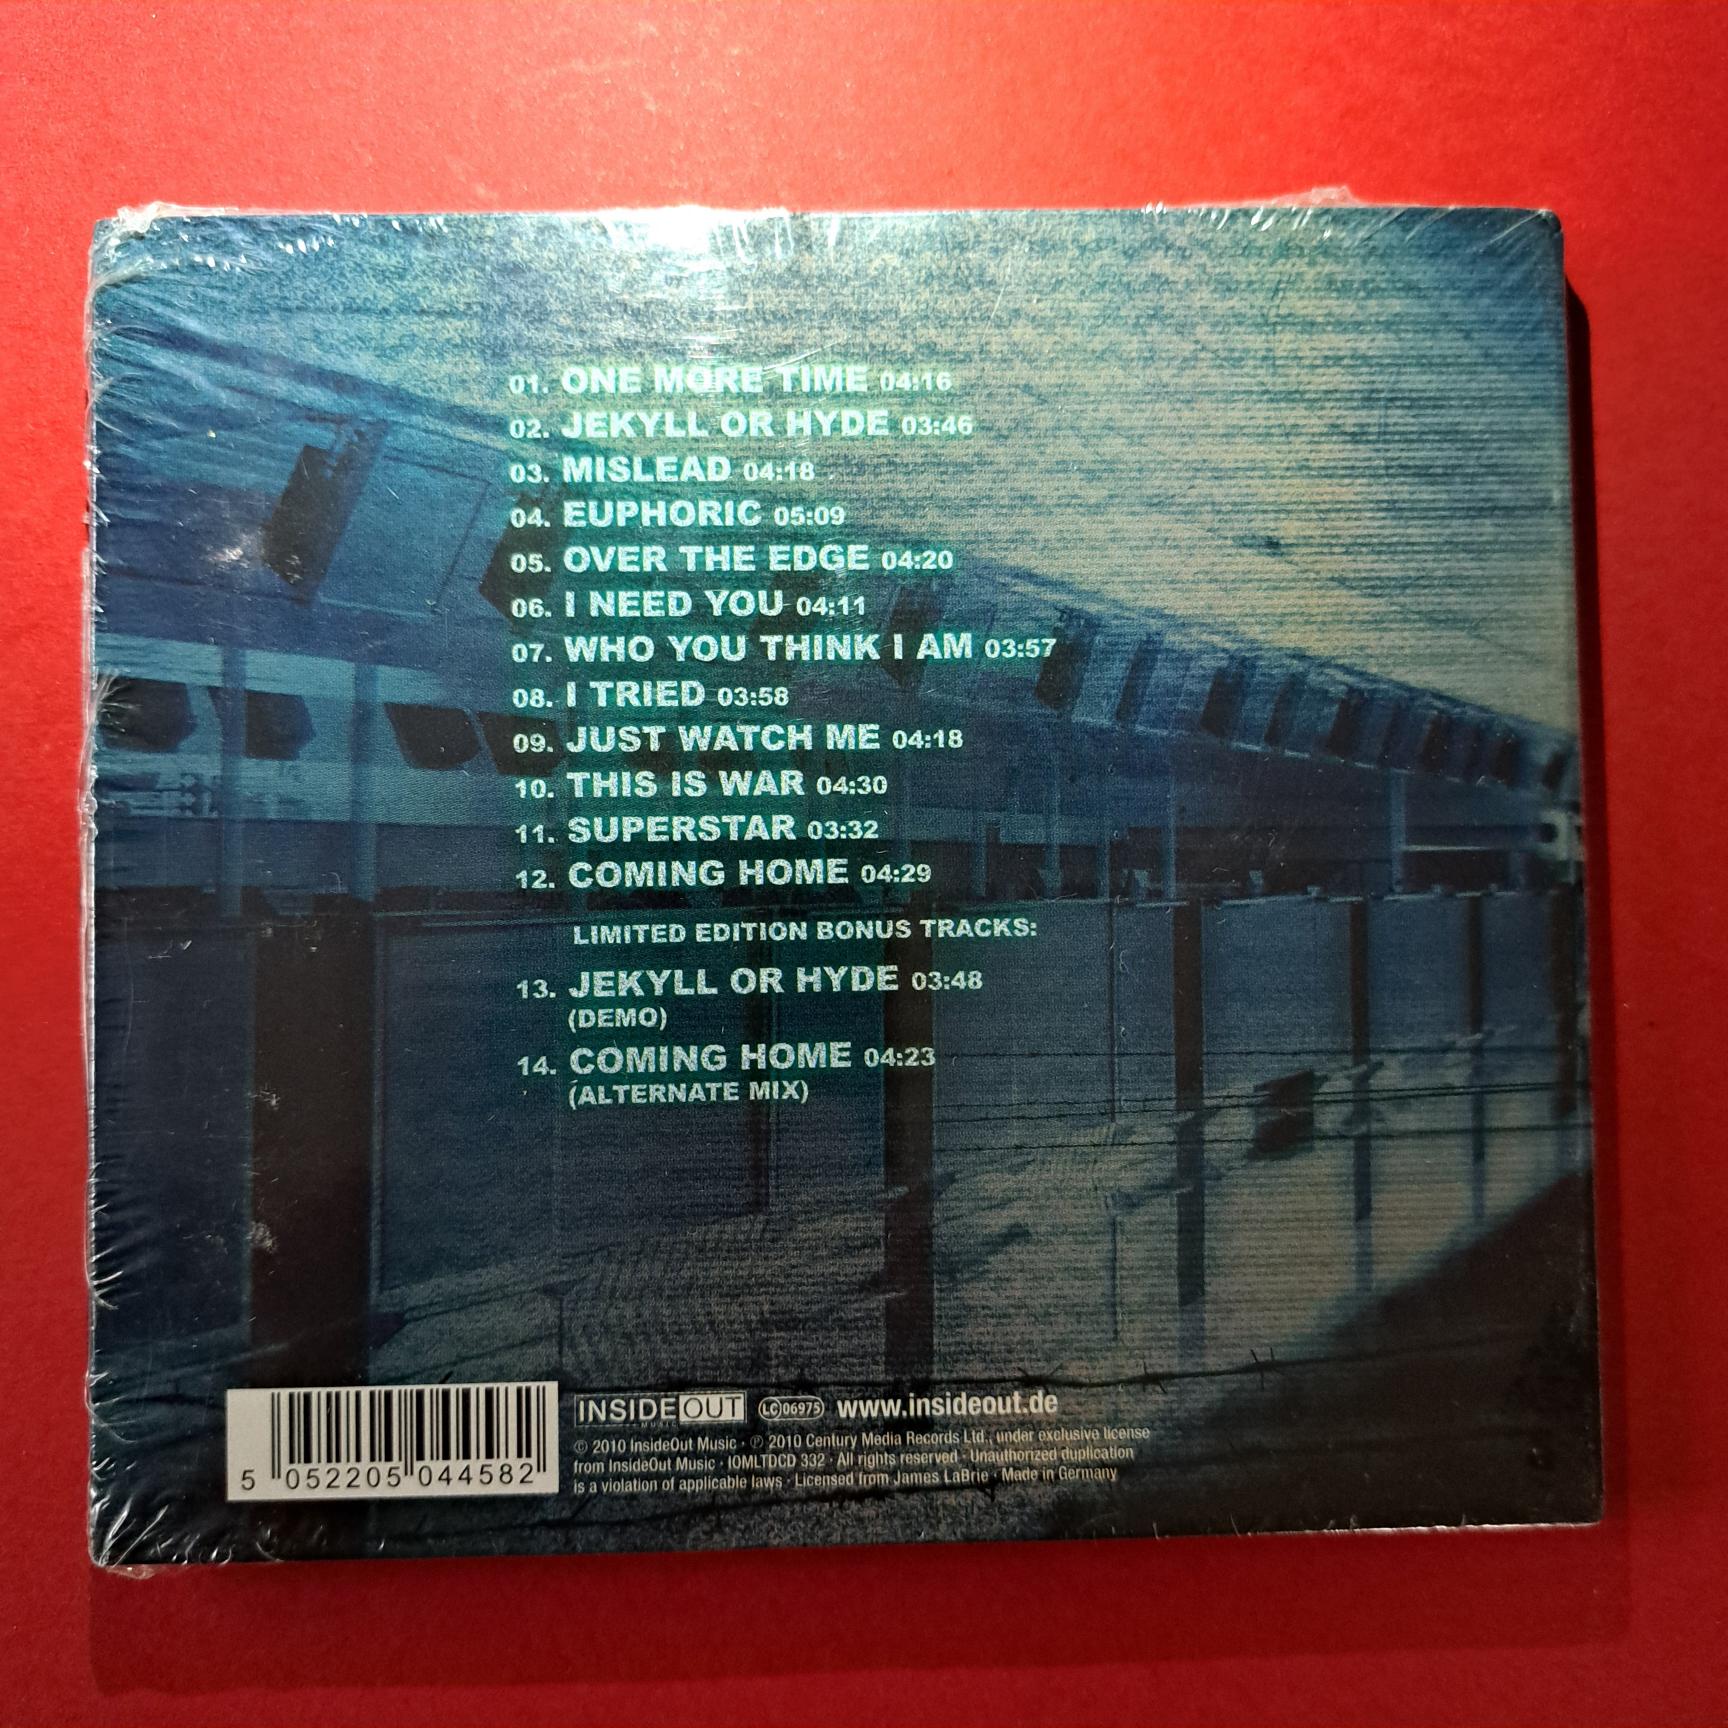 01. ONE MORE TIME 04:16
02. JEKYLL OR HYDE 03:46
03. MISLEAD 04:18
04. EUPHORIC 05:09
05. OVER THE EDGE 04:20
06. I NEED YOU 04:11
07. WHO YOU THINK I AM 03:57
08. I TRIED 03:58
09. JUST WATCH ME 04:18
10. THIS IS WAR 04:30
11. SUPERSTAR 03:32
12. COMING HOME 04:29
LIMITED EDITION BONUS TRACKS:
13. JEKYLL OR HYDE 03:48
(DEMO)
14. COMING HOME 04:23
(ALTERNATE MIX)
5 052205 044582
INSIDEOUT
MUSIC
LC 06975
www.insideout.de
© 2010 InsideOut Music · ℗ 2010 Century Media Records Ltd., under exclusive license
from InsideOut Music · IOMLTDCD 332 · All rights reserved · Unauthorized duplication
is a violation of applicable laws · Licensed from James LaBrie · Made in Germany